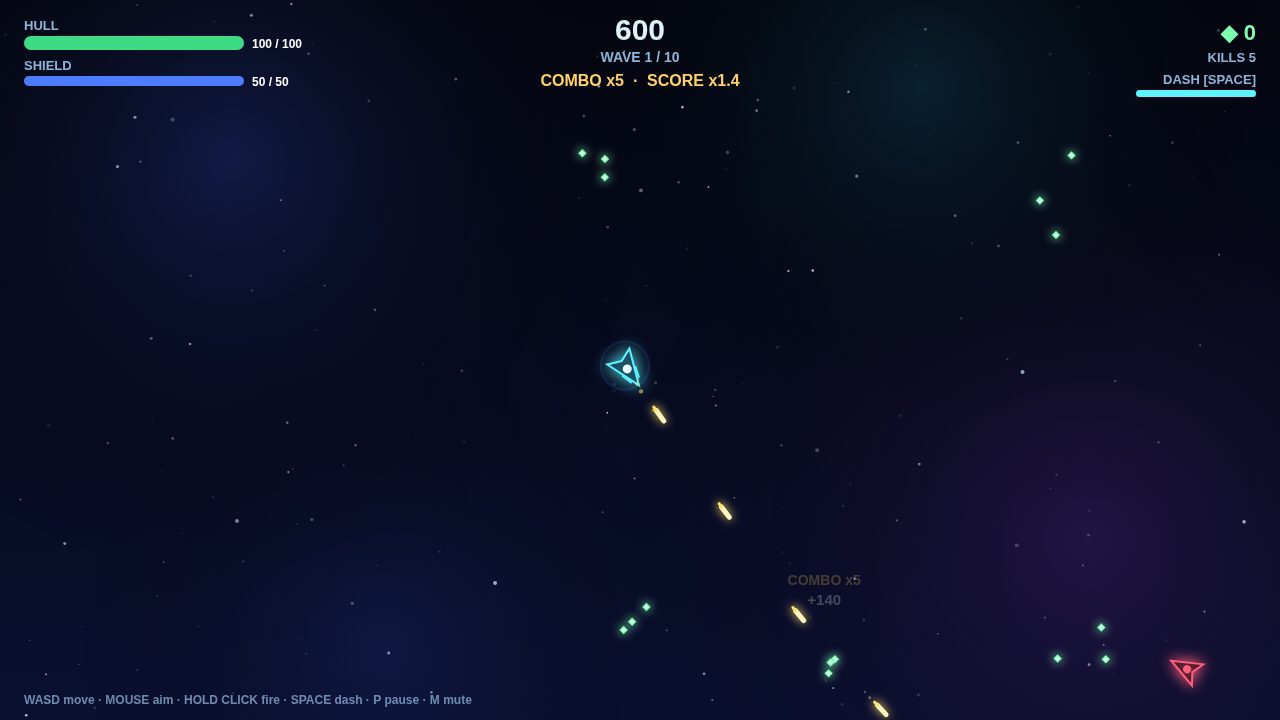 HULL
100 / 100
SHIELD
50 / 50
600
WAVE 1 / 10
COMBO x5 · SCORE x1.4
0
KILLS 5
DASH [SPACE]
COMBO x5
+140
WASD move · MOUSE aim · HOLD CLICK fire · SPACE dash · P pause · M mute